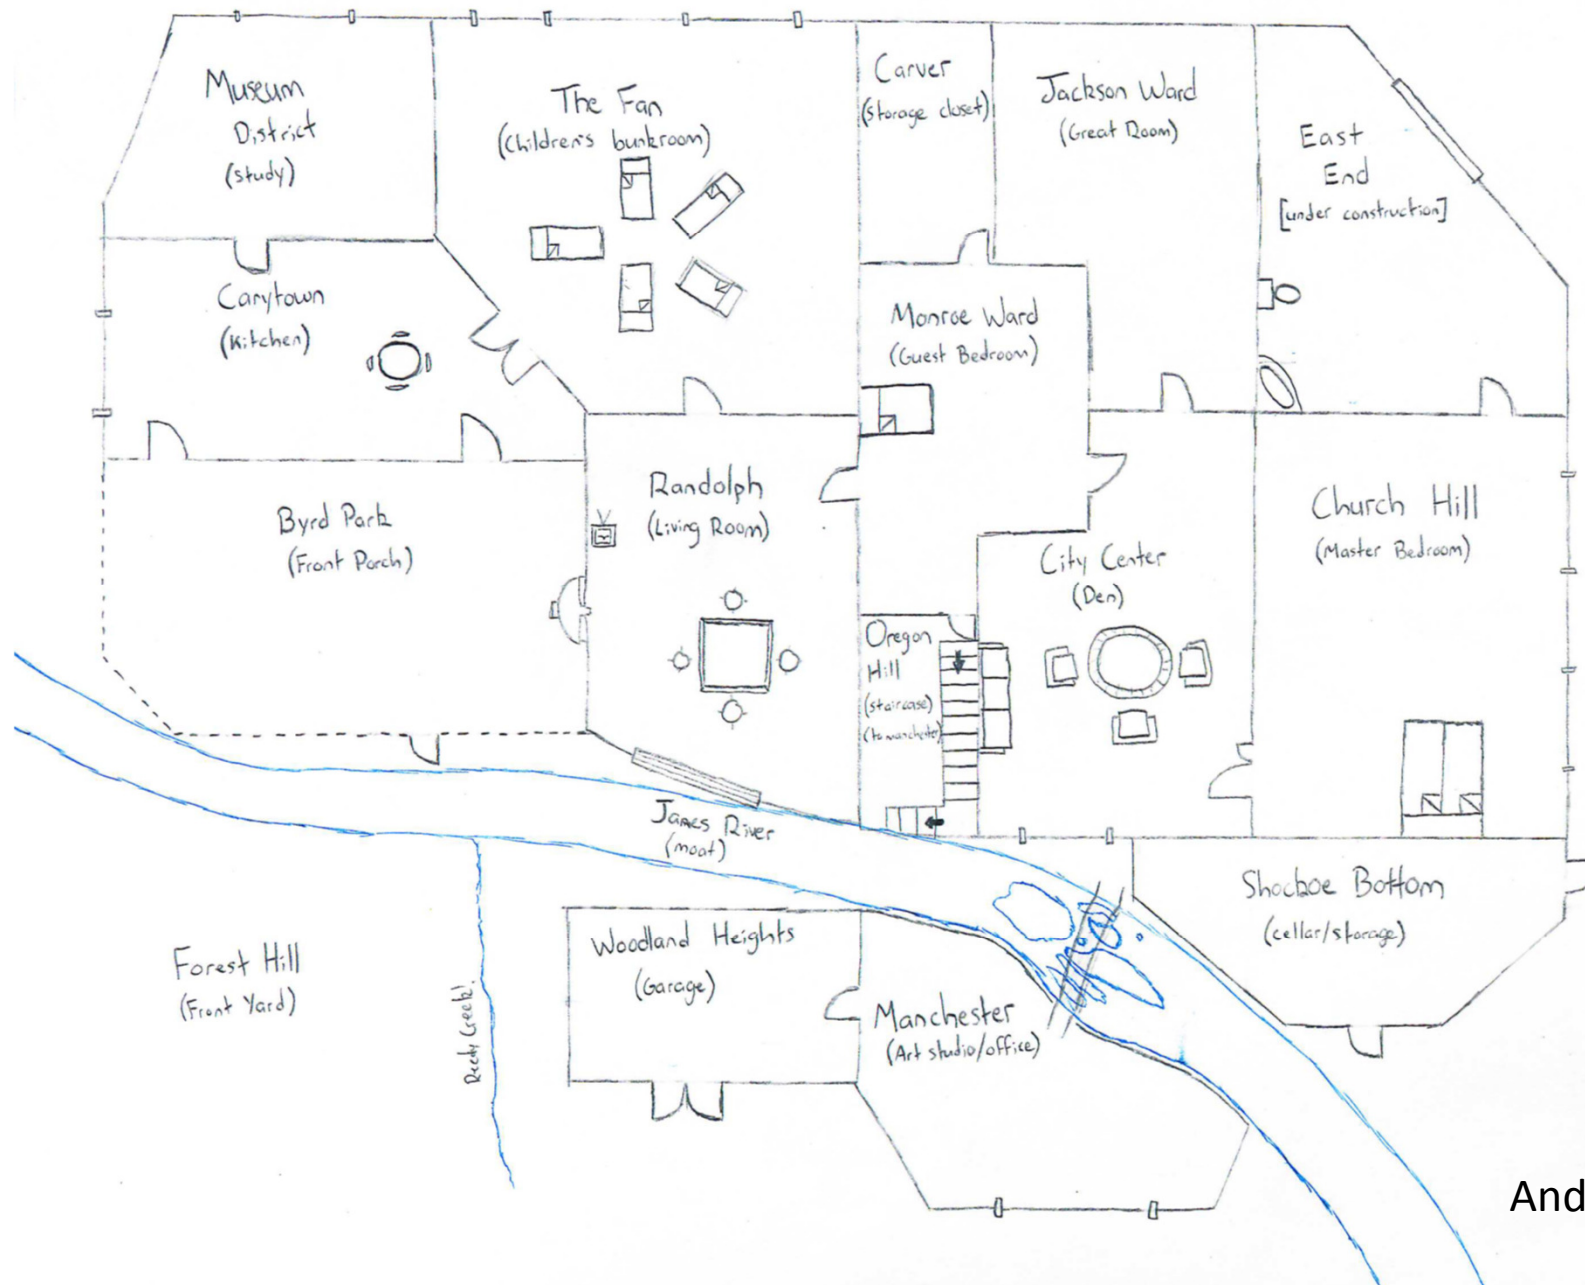 Museum
District
(study)
The Fan
(Children's bunkroom)
Carver
(storage closet)
Jackson Ward
(Great Room)
East
End
[under construction]
Carytown
(Kitchen)
Monroe Ward
(Guest Bedroom)
Byrd Park
(Front Porch)
Randolph
(Living Room)
City Center
(Den)
Church Hill
(Master Bedroom)
Oregon
Hill
(staircase)
(to manchester)
James River
(moat)
Shockoe Bottom
(cellar/storage)
Forest Hill
(Front Yard)
Reedy Creek!
Woodland Heights
(Garage)
Manchester
(Art studio/office)
And